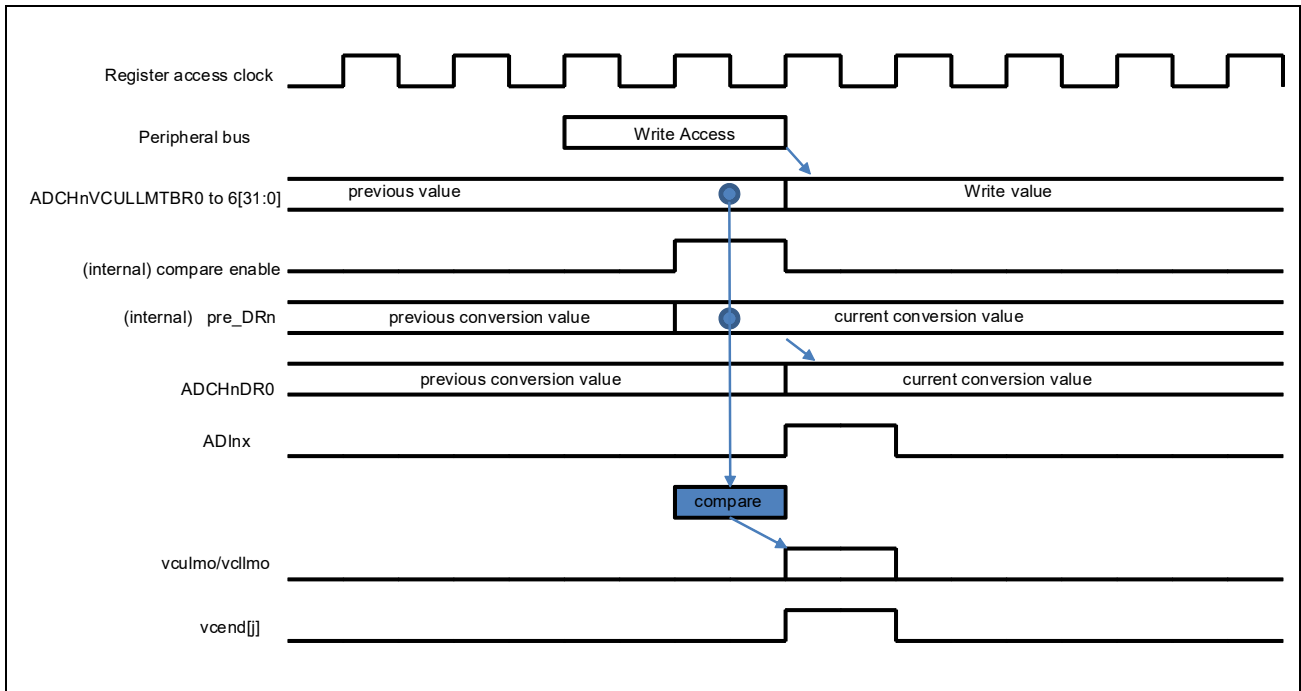 Register access clock
Peripheral bus
Write Access
ADCHnVCULLMTBR0 to 6[31:0]
previous value
Write value
(internal) compare enable
(internal) pre_DRn
previous conversion value
current conversion value
ADCHnDR0
previous conversion value
current conversion value
ADInx
compare
vculmo/vcllmo
vcend[j]